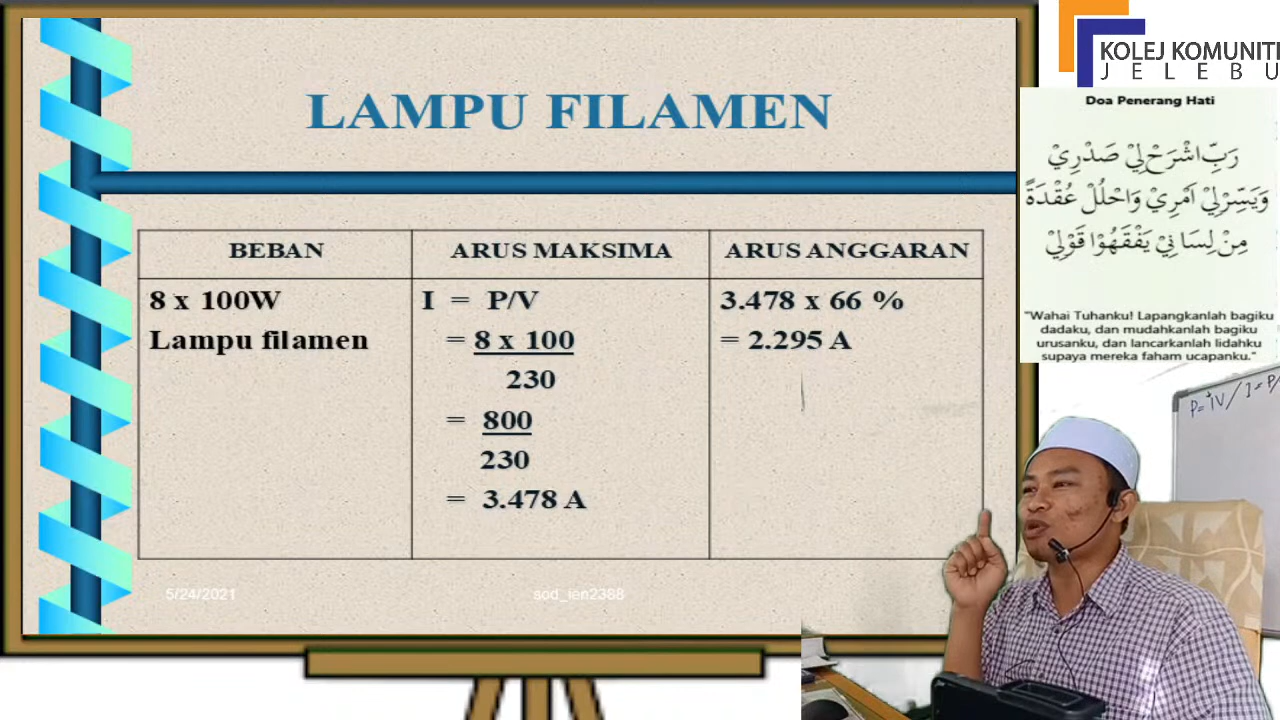 LAMPU FILAMEN
BEBAN
ARUS MAKSIMA
ARUS ANGGARAN
8 x 100W
Lampu filamen
I = P/V
= 8 x 100
230
= 800
230
= 3.478 A
3.478 x 66 %
= 2.295 A
5/24/2021
sod_ien2388
KOLEJ KOMUNITI
JELEBU
Doa Penerang Hati
رَبِّ اشْرَحْ لِيْ صَدْرِيْ
وَيَسِّرْ لِيْ اَمْرِيْ وَاحْلُلْ عُقْدَةً
مِنْ لِسَانِيْ يَفْقَهُوْا قَوْلِيْ
"Wahai Tuhanku! Lapangkanlah bagiku
dadaku, dan mudahkanlah bagiku
urusanku, dan lancarkanlah lidahku
supaya mereka faham ucapanku."
P=IV / I = P/